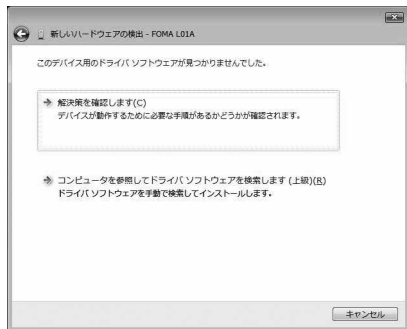 新しいハードウェアの検出 - FOMA L01A
このデバイス用のドライバ ソフトウェアが見つかりませんでした。
解決策を確認します(C)
デバイスが動作するために必要な手順があるかどうかが確認されます。
コンピュータを参照してドライバ ソフトウェアを検索します (上級)(R)
ドライバ ソフトウェアを手動で検索してインストールします。
キャンセル